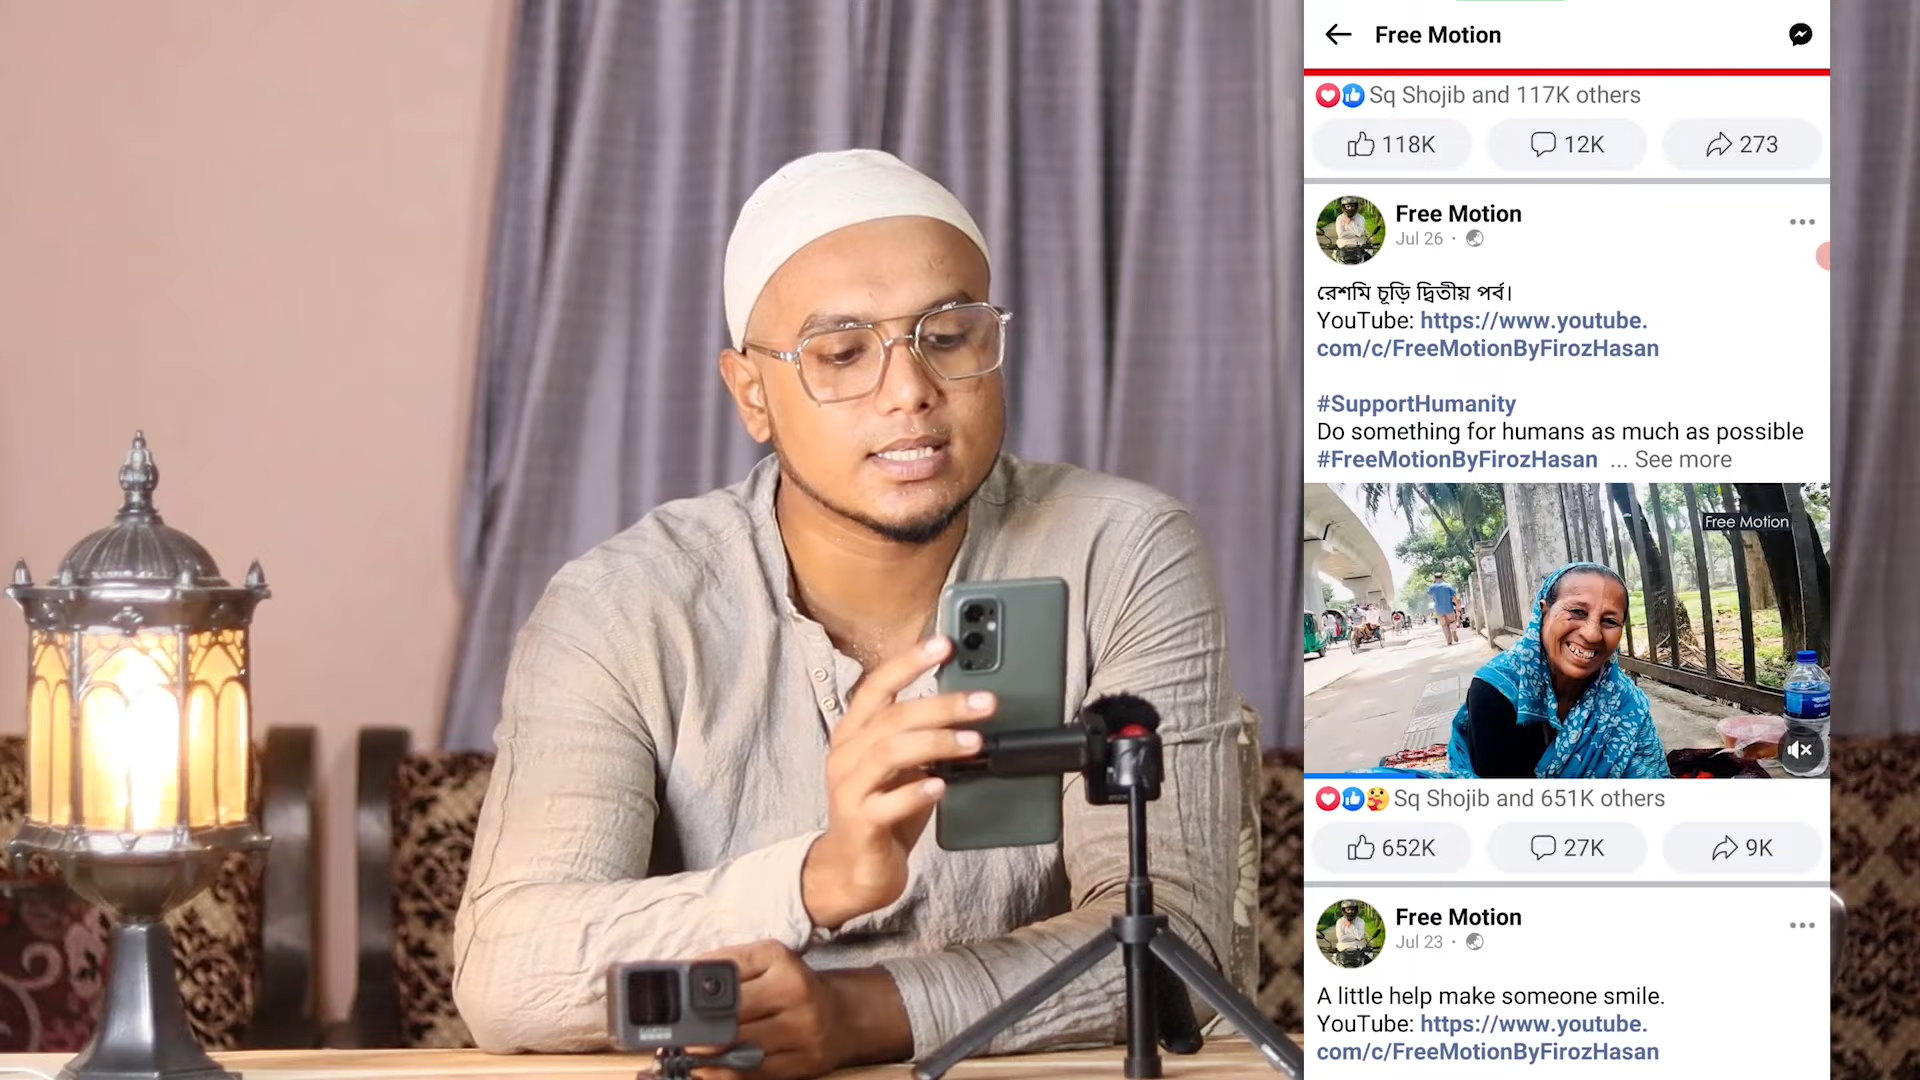 Free Motion
Sq Shojib and 117K others
118K
12K
273
Free Motion
Jul 26 ·
রেশমি চূড়ি দ্বিতীয় পর্ব।
YouTube: https://www.youtube.
com/c/FreeMotionByFirozHasan
#SupportHumanity
Do something for humans as much as possible
#FreeMotionByFirozHasan ... See more
Free Motion
Sq Shojib and 651K others
652K
27K
9K
Free Motion
Jul 23 ·
A little help make someone smile.
YouTube: https://www.youtube.
com/c/FreeMotionByFirozHasan